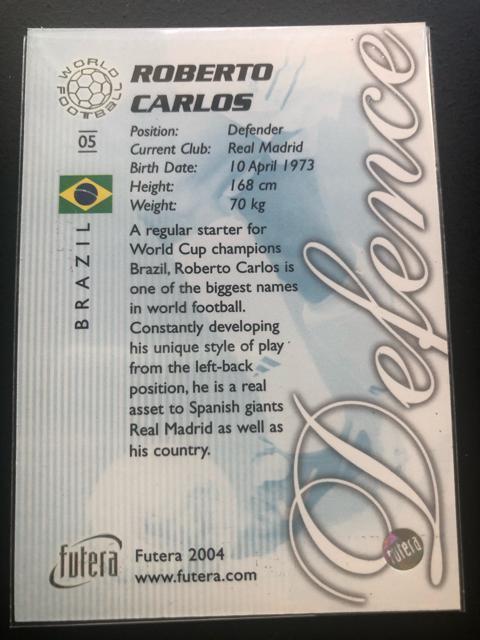 WORLD FOOTBALL
ROBERTO
CARLOS
05
Position: Defender
Current Club: Real Madrid
Birth Date: 10 April 1973
Height: 168 cm
Weight: 70 kg
BRAZIL
A regular starter for
World Cup champions
Brazil, Roberto Carlos is
one of the biggest names
in world football.
Constantly developing
his unique style of play
from the left-back
position, he is a real
asset to Spanish giants
Real Madrid as well as
his country.
Defence
futera
Futera 2004
www.futera.com
futera